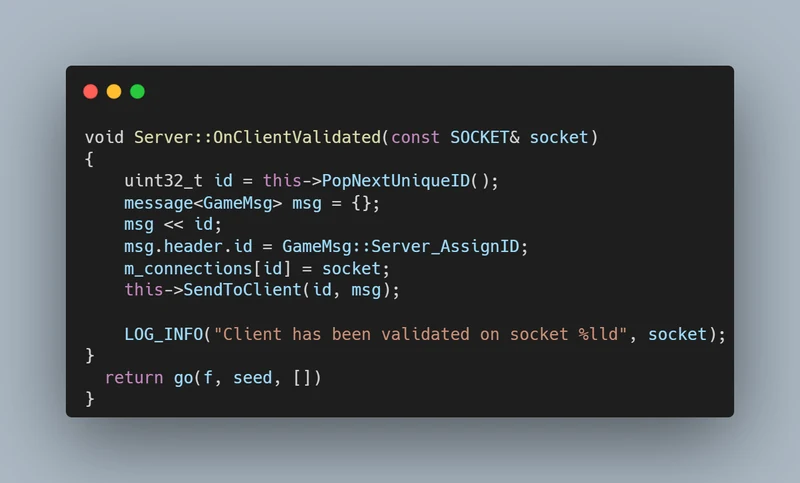 void Server::OnClientValidated(const SOCKET& socket)
{
    uint32_t id = this->PopNextUniqueID();
    message<GameMsg> msg = {};
    msg << id;
    msg.header.id = GameMsg::Server_AssignID;
    m_connections[id] = socket;
    this->SendToClient(id, msg);

    LOG_INFO("Client has been validated on socket %lld", socket);
}
  return go(f, seed, [])
}